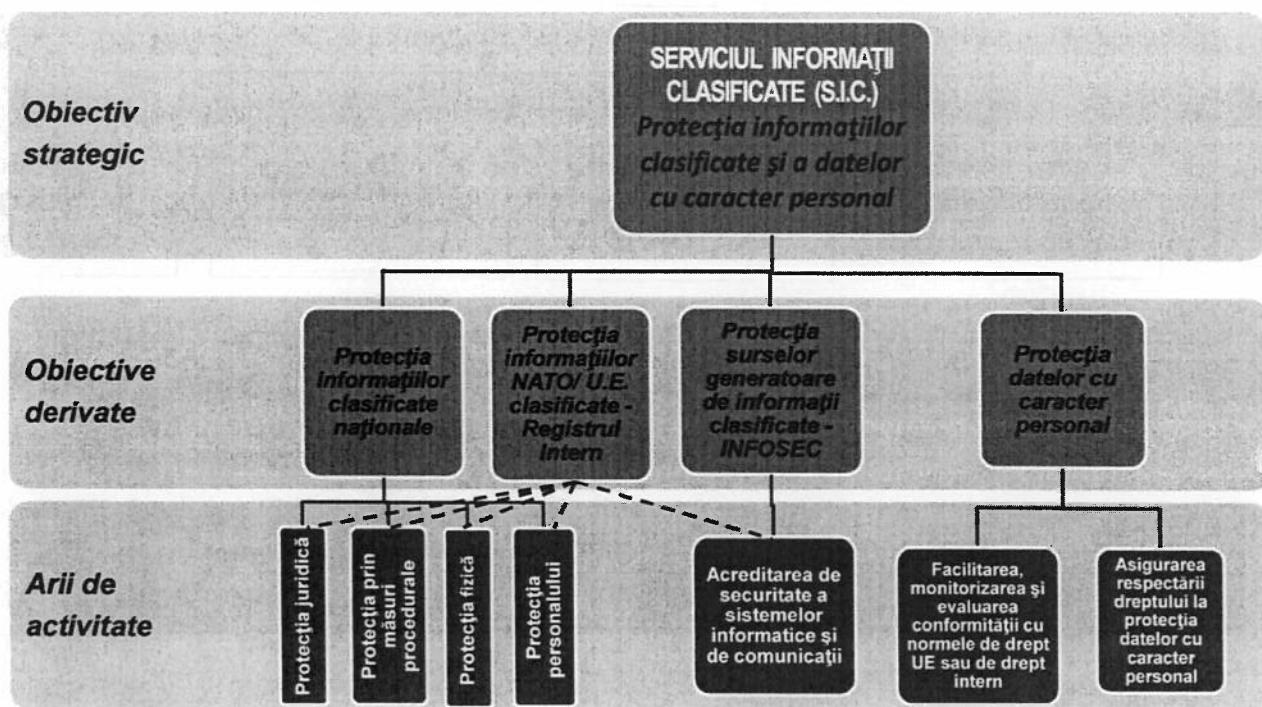 Obiectiv
strategic
SERVICIUL INFORMAŢII
CLASIFICATE (S.I.C.)
Protecţia informaţiilor
clasificate şi a datelor
cu caracter personal
Obiective
derivate
Protecţia
informaţiilor
clasificate
naţionale
Protecţia
informaţiilor
NATO/ U.E.
clasificate -
Registrul
Intern
Protecţia
surselor
generatoare
de informaţii
clasificate -
INFOSEC
Protecţia
datelor cu
caracter
personal
Arii de
activitate
Protecţia juridică
Protecţia prin
măsuri
procedurale
Protecţia fizică
Protecţia
personalului
Acreditarea de
securitate a
sistemelor
informatice şi
de comunicaţii
Facilitarea,
monitorizarea şi
evaluarea
conformităţii cu
normele de drept
UE sau de drept
intern
Asigurarea
respectării
dreptului la
protecţia
datelor cu
caracter
personal